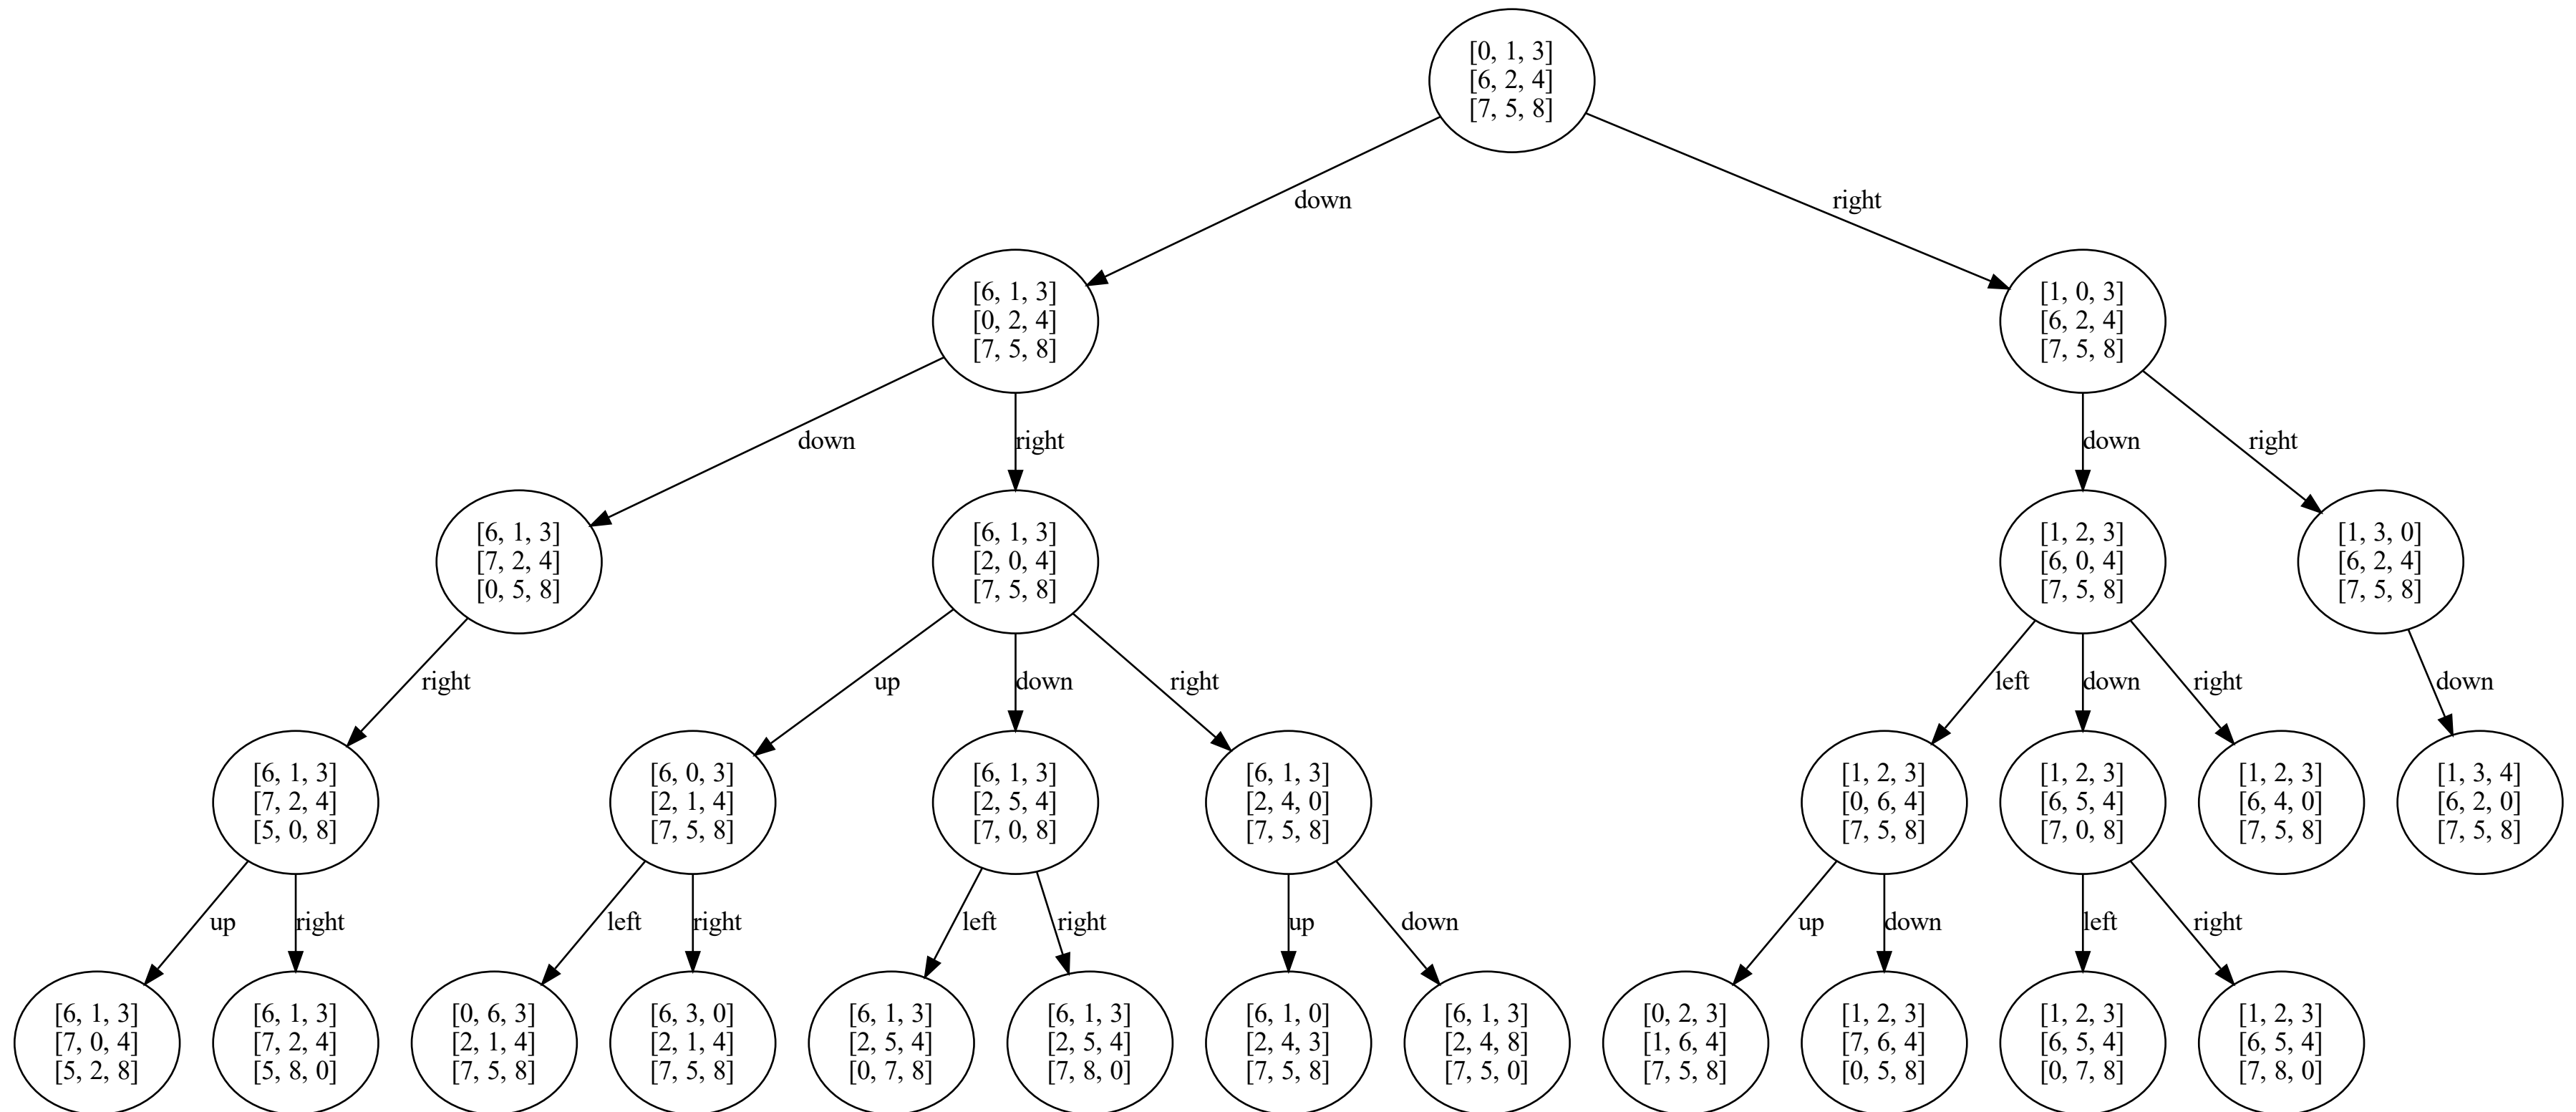 [0, 1, 3]
[6, 2, 4]
[7, 5, 8]
down
right
[6, 1, 3]
[0, 2, 4]
[7, 5, 8]
[1, 0, 3]
[6, 2, 4]
[7, 5, 8]
down
right
down
right
[6, 1, 3]
[7, 2, 4]
[0, 5, 8]
[6, 1, 3]
[2, 0, 4]
[7, 5, 8]
[1, 2, 3]
[6, 0, 4]
[7, 5, 8]
[1, 3, 0]
[6, 2, 4]
[7, 5, 8]
right
up
down
right
left
down
right
down
[6, 1, 3]
[7, 2, 4]
[5, 0, 8]
[6, 0, 3]
[2, 1, 4]
[7, 5, 8]
[6, 1, 3]
[2, 5, 4]
[7, 0, 8]
[6, 1, 3]
[2, 4, 0]
[7, 5, 8]
[1, 2, 3]
[0, 6, 4]
[7, 5, 8]
[1, 2, 3]
[6, 5, 4]
[7, 0, 8]
[1, 2, 3]
[6, 4, 0]
[7, 5, 8]
[1, 3, 4]
[6, 2, 0]
[7, 5, 8]
up
right
left
right
left
right
up
down
up
down
left
right
[6, 1, 3]
[7, 0, 4]
[5, 2, 8]
[6, 1, 3]
[7, 2, 4]
[5, 8, 0]
[0, 6, 3]
[2, 1, 4]
[7, 5, 8]
[6, 3, 0]
[2, 1, 4]
[7, 5, 8]
[6, 1, 3]
[2, 5, 4]
[0, 7, 8]
[6, 1, 3]
[2, 5, 4]
[7, 8, 0]
[6, 1, 0]
[2, 4, 3]
[7, 5, 8]
[6, 1, 3]
[2, 4, 8]
[7, 5, 0]
[0, 2, 3]
[1, 6, 4]
[7, 5, 8]
[1, 2, 3]
[7, 6, 4]
[0, 5, 8]
[1, 2, 3]
[6, 5, 4]
[0, 7, 8]
[1, 2, 3]
[6, 5, 4]
[7, 8, 0]